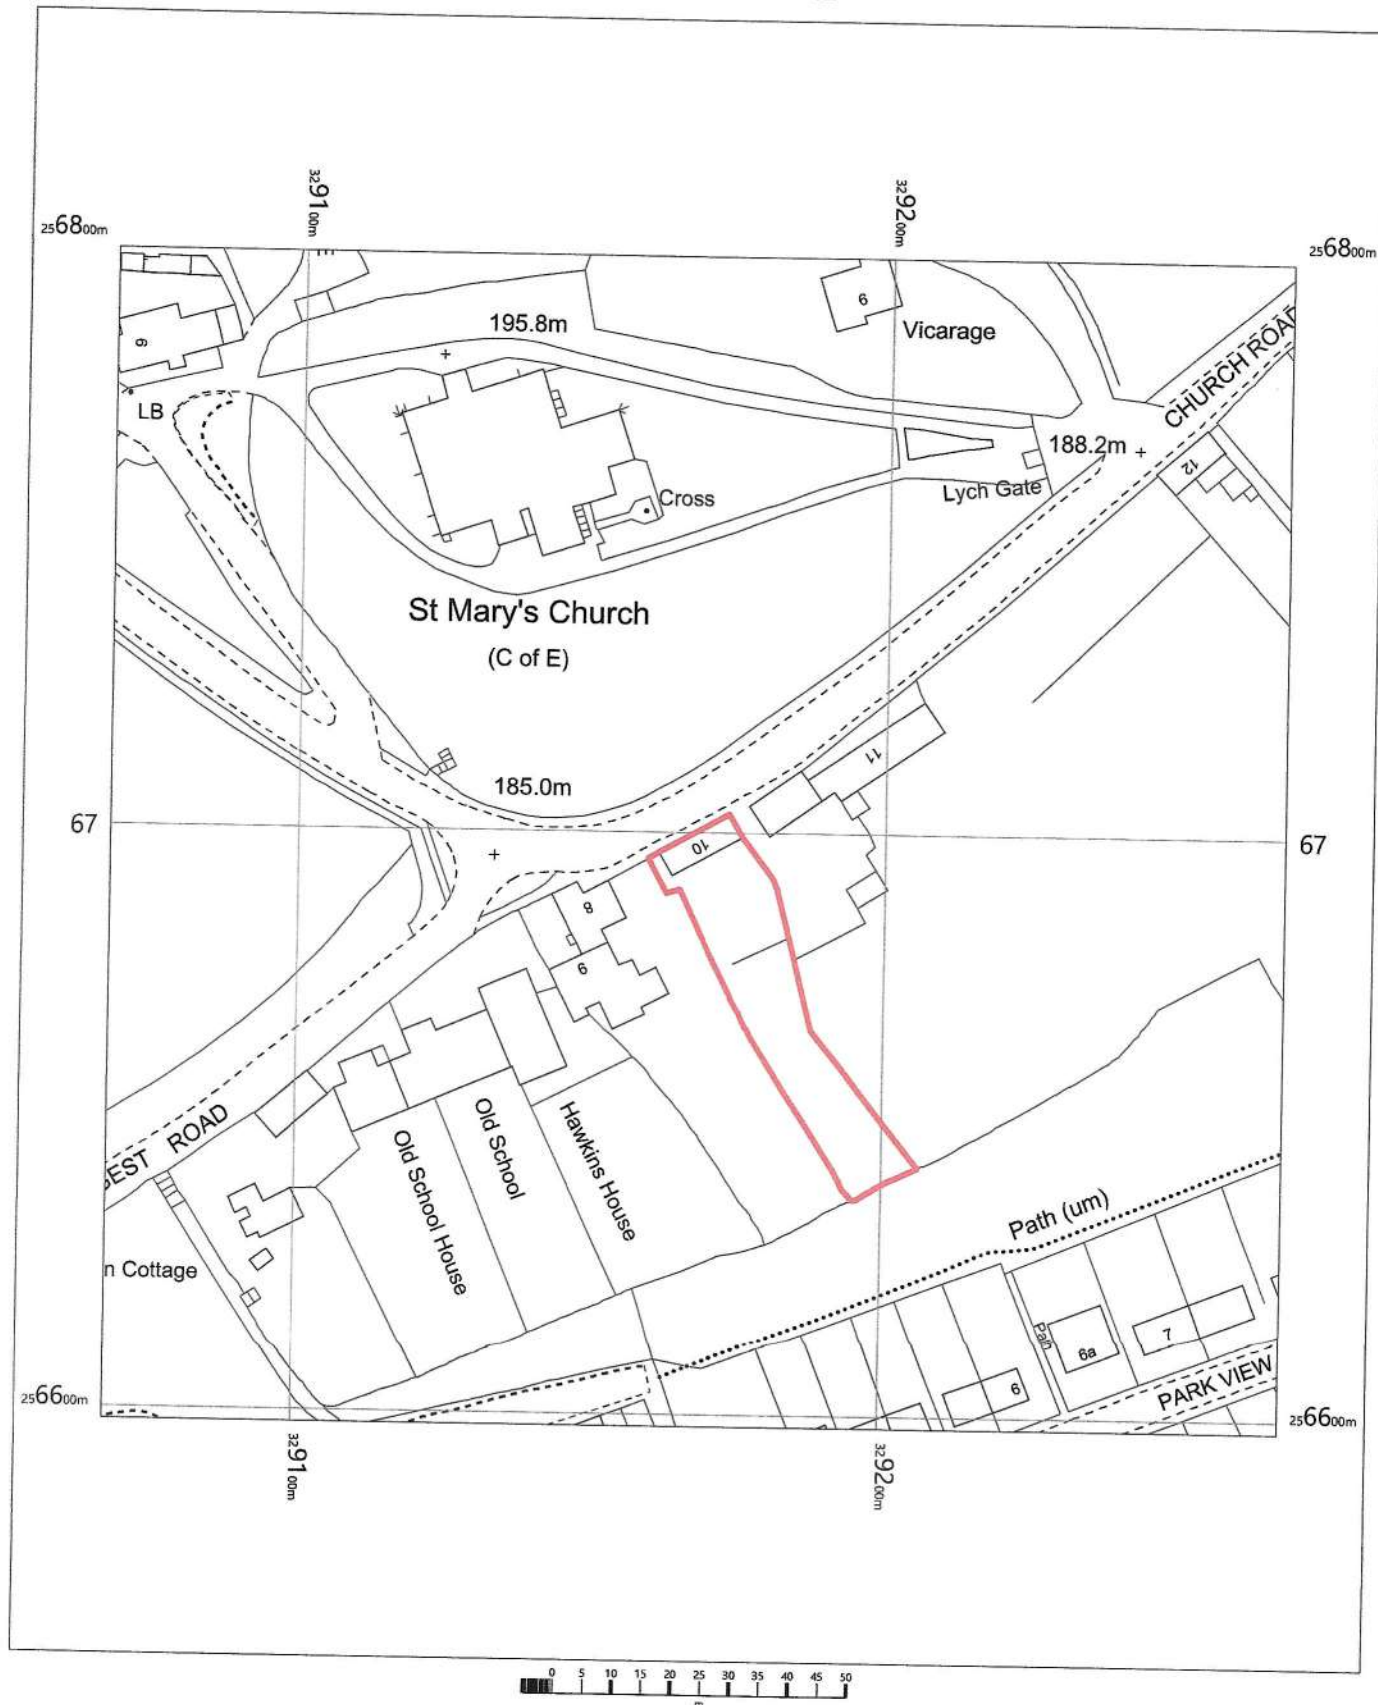 3291 00m
3292 00m
2568 00m
2568 00m
6
195.8m
9
Vicarage
CHURCH ROAD
LB
188.2m
12
Lych Gate
Cross
St Mary's Church
(C of E)
185.0m
11
67
67
10
8
9
ROAD
Old School House
Old School
Hawkins House
Path (um)
n Cottage
Path
6a
7
6
PARK VIEW
2566 00m
2566 00m
3291 00m
3292 00m
0 5 10 15 20 25 30 35 40 45 50
m